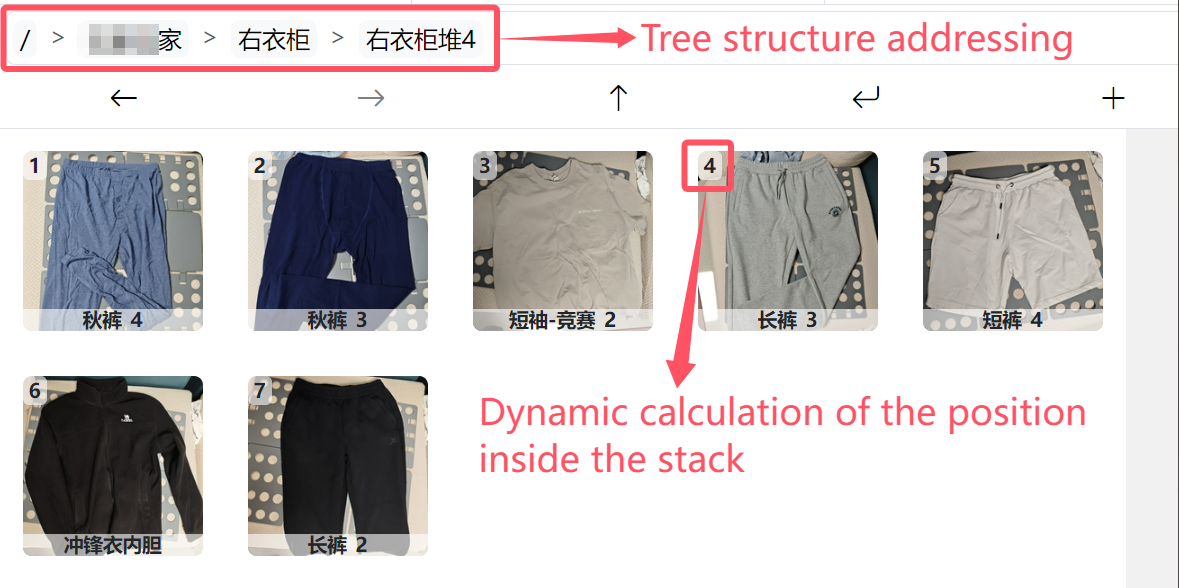 / > 家 > 右衣柜 > 右衣柜堆4
Tree structure addressing
← → ↑ ↵ +
1
2
3
4
5
秋裤 4
秋裤 3
短袖-竞赛 2
长裤 3
短裤 4
Dynamic calculation of the position
inside the stack
6
7
冲锋衣内胆
长裤 2